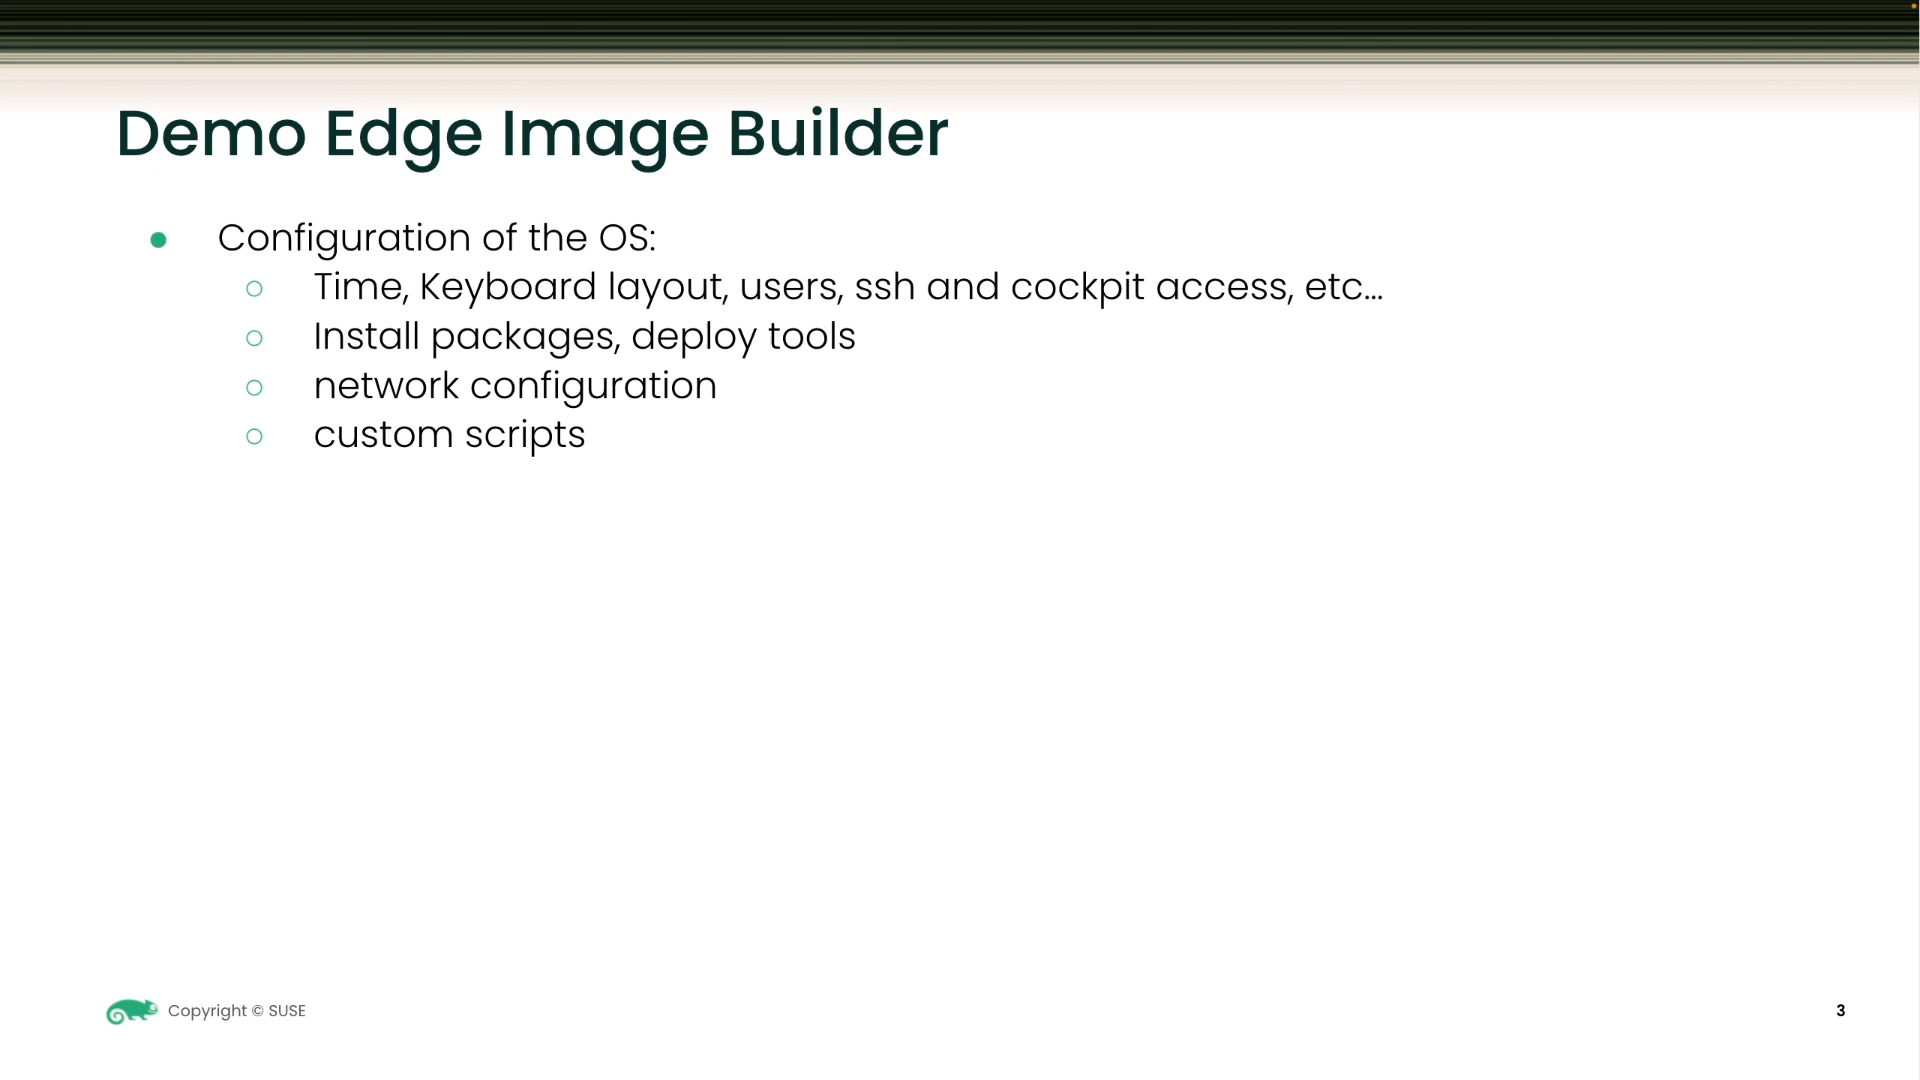 Demo Edge Image Builder
● Configuration of the OS:
○ Time, Keyboard layout, users, ssh and cockpit access, etc...
○ Install packages, deploy tools
○ network configuration
○ custom scripts
Copyright © SUSE
3